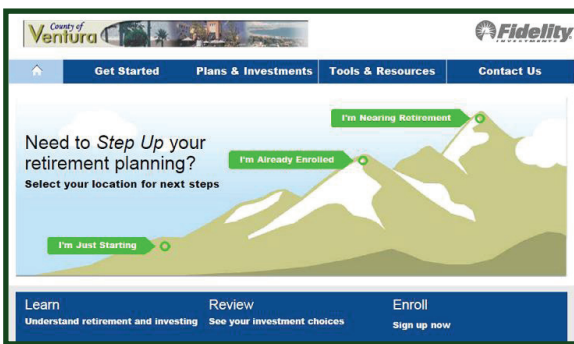 County of
Ventura
Fidelity
INVESTMENTS
Get Started Plans & Investments Tools & Resources Contact Us
I'm Nearing Retirement
Need to Step Up your
retirement planning?
Select your location for next steps
I'm Already Enrolled
I'm Just Starting
Learn Review Enroll
Understand retirement and investing See your investment choices Sign up now